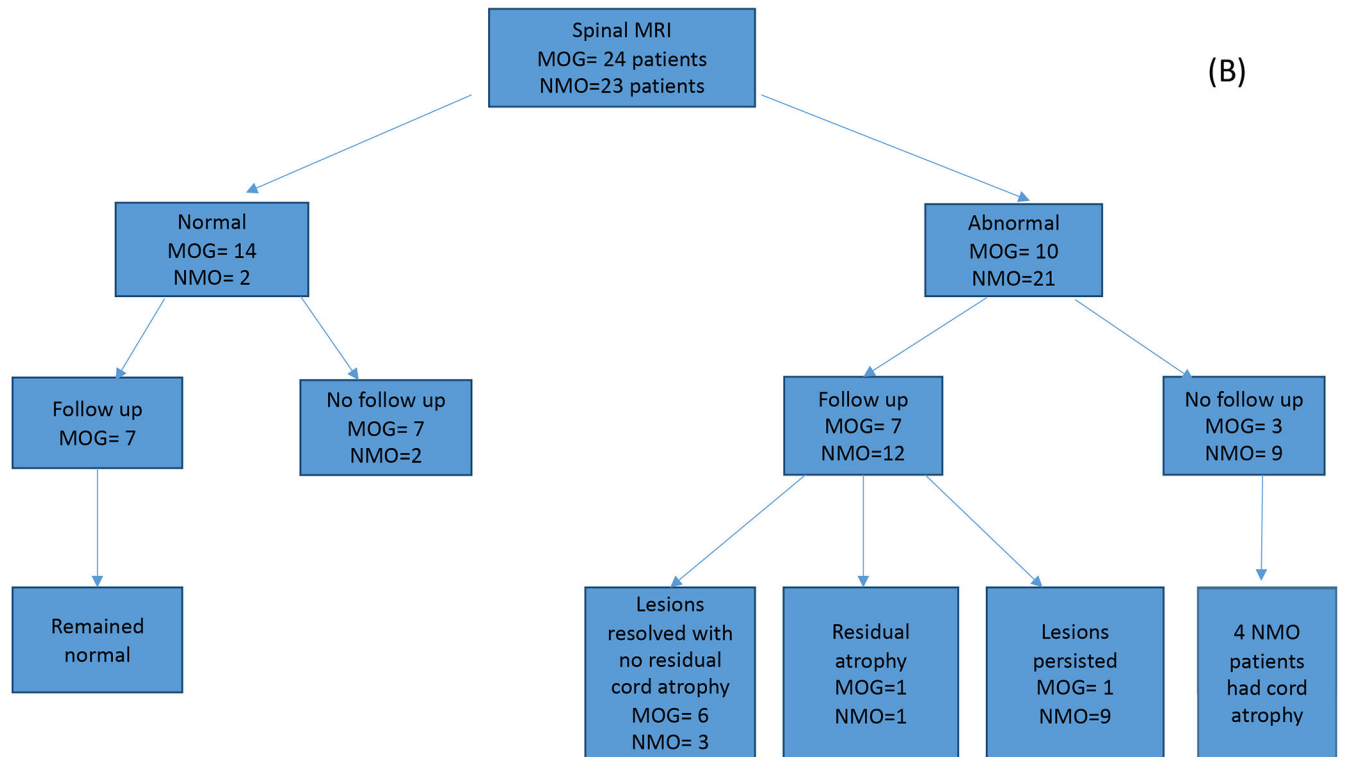 Spinal MRI
MOG= 24 patients
NMO=23 patients
(B)
Normal
MOG= 14
NMO= 2
Abnormal
MOG= 10
NMO=21
Follow up
MOG= 7
No follow up
MOG= 7
NMO=2
Follow up
MOG= 7
NMO=12
No follow up
MOG= 3
NMO= 9
Remained
normal
Lesions
resolved with
no residual
cord atrophy
MOG= 6
NMO= 3
Residual
atrophy
MOG=1
NMO=1
Lesions
persisted
MOG= 1
NMO=9
4 NMO
patients
had cord
atrophy